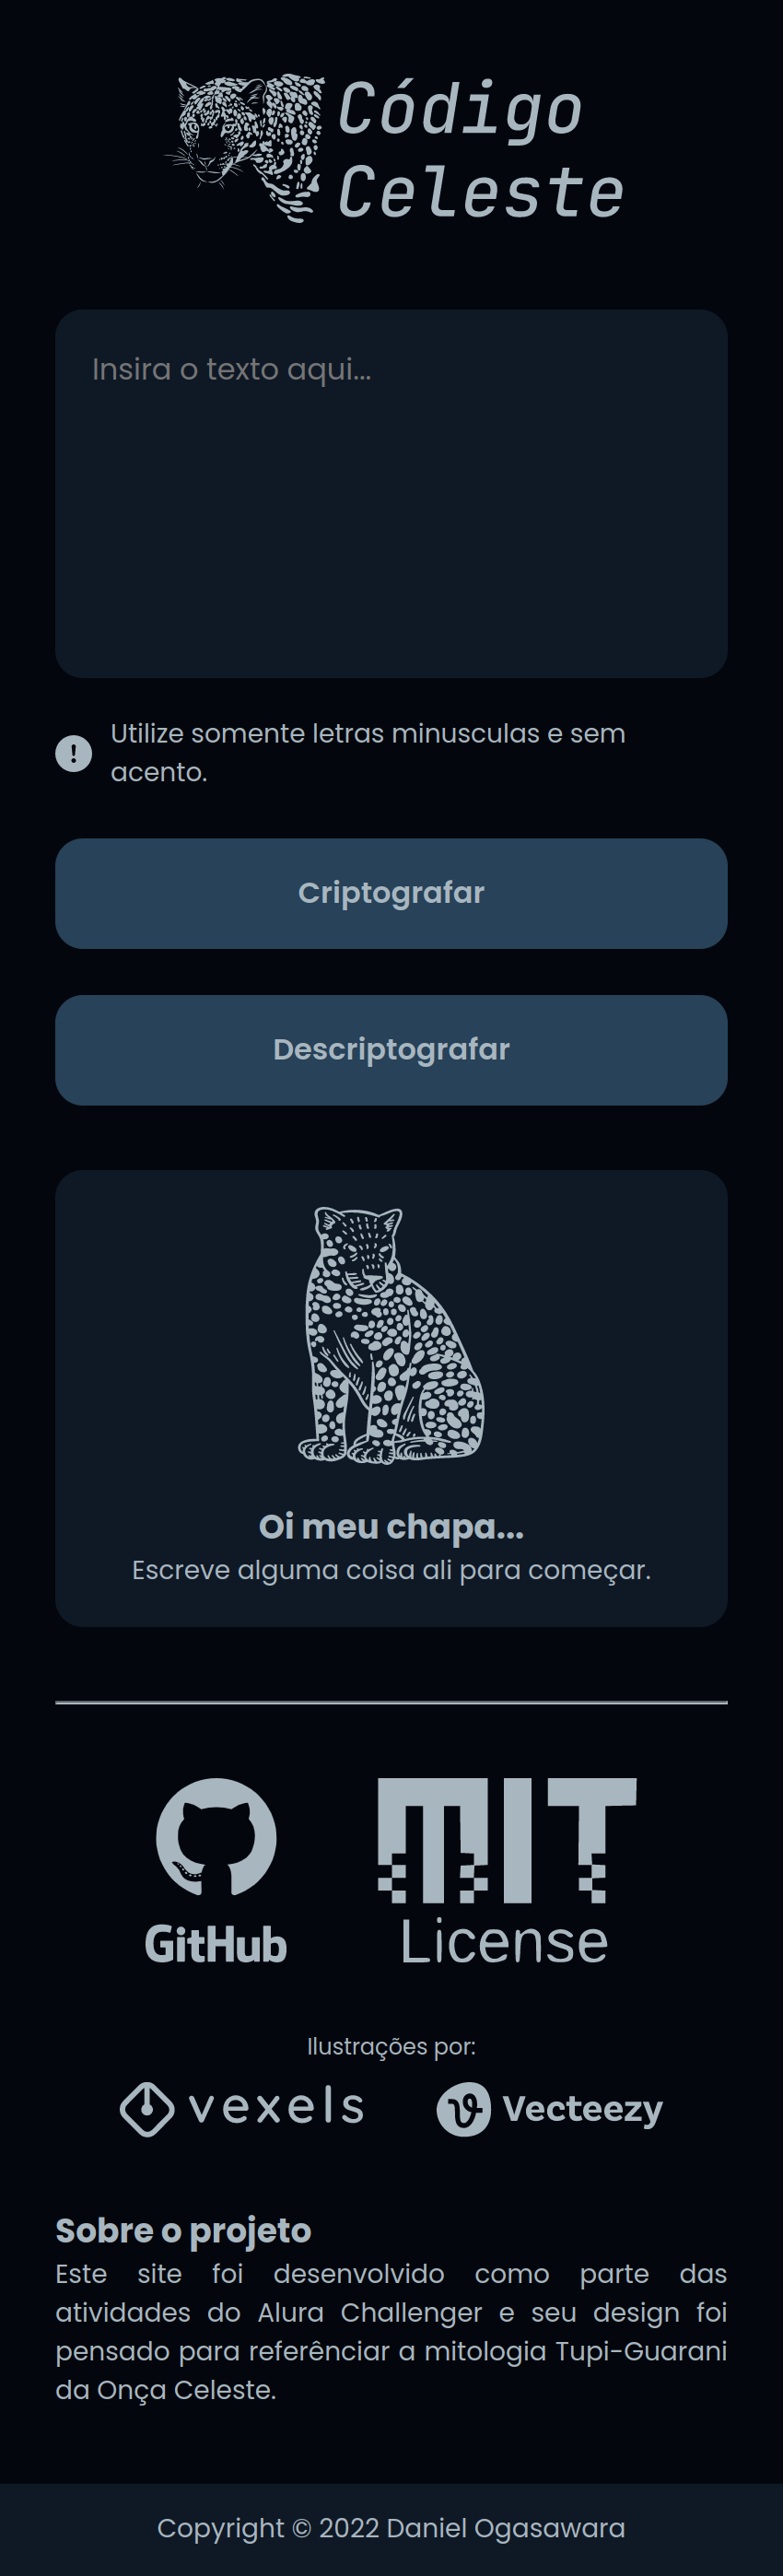 Código
Celeste
Insira o texto aqui...
Utilize somente letras minusculas e sem
acento.
Criptografar
Descriptografar
Oi meu chapa...
Escreve alguma coisa ali para começar.
GitHub
MIT
License
Ilustrações por:
vexels
Vecteezy
Sobre o projeto
Este site foi desenvolvido como parte das
atividades do Alura Challenger e seu design foi
pensado para referênciar a mitologia Tupi-Guarani
da Onça Celeste.
Copyright © 2022 Daniel Ogasawara